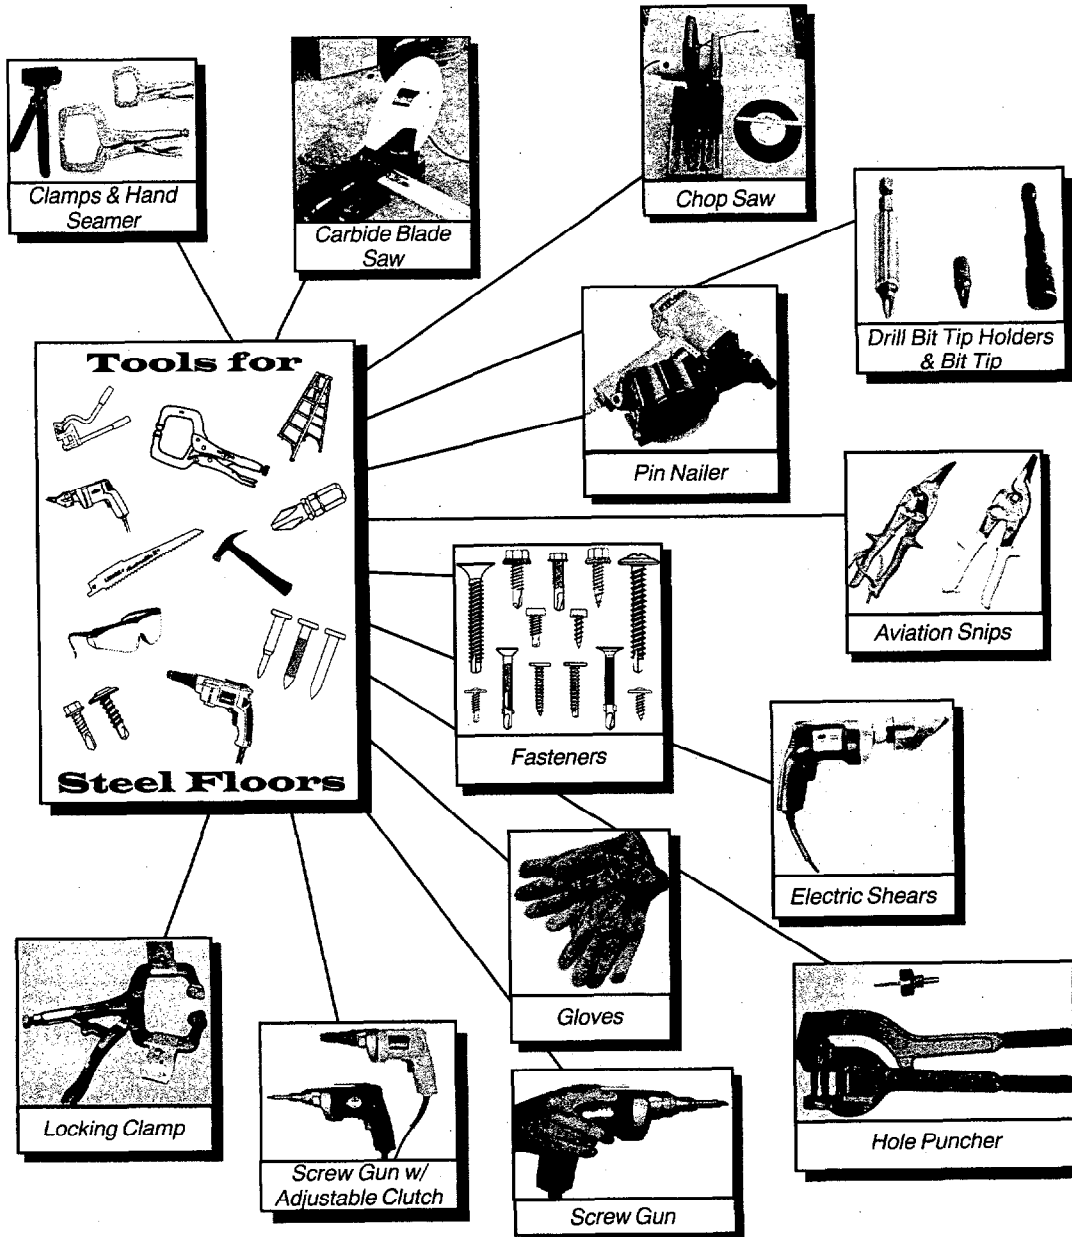 Clamps & Hand
Seamer
Carbide Blade
Saw
Chop Saw
Drill Bit Tip Holders
& Bit Tip
Tools for
Steel Floors
Pin Nailer
Aviation Snips
Fasteners
Electric Shears
Gloves
Hole Puncher
Locking Clamp
Screw Gun w/
Adjustable Clutch
Screw Gun